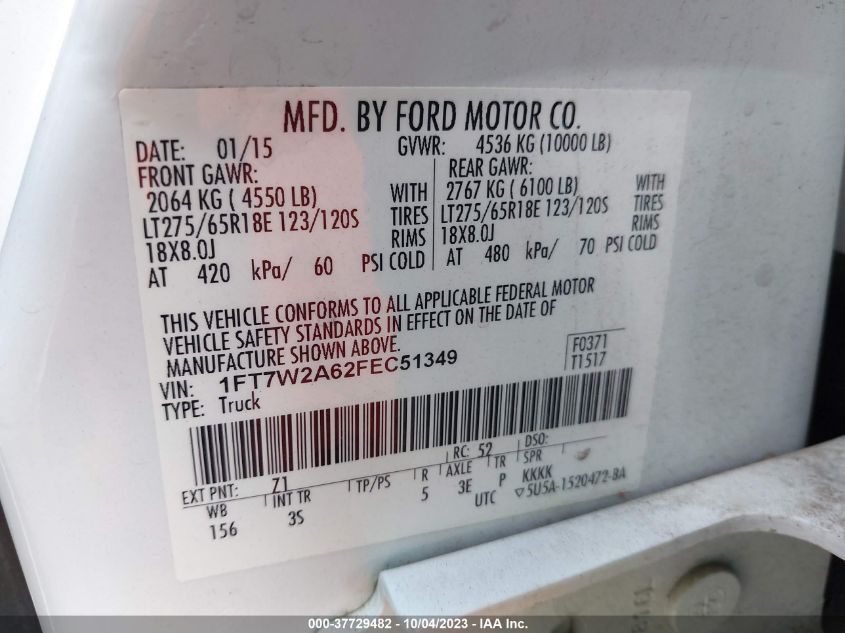 MFD. BY FORD MOTOR CO.
DATE: 01/15 GVWR: 4536 KG (10000 LB)
FRONT GAWR: REAR GAWR:
2064 KG ( 4550 LB) WITH 2767 KG ( 6100 LB) WITH
LT275/65R18E 123/120S TIRES LT275/65R18E 123/120S TIRES
18X8.0J RIMS 18X8.0J RIMS
AT 420 kPa/ 60 PSI COLD AT 480 kPa/ 70 PSI COLD
THIS VEHICLE CONFORMS TO ALL APPLICABLE FEDERAL MOTOR
VEHICLE SAFETY STANDARDS IN EFFECT ON THE DATE OF
MANUFACTURE SHOWN ABOVE.
VIN: 1FT7W2A62FEC51349 F0371
TYPE: Truck T1517
EXT PNT: Z1 RC: 52 DSO:
WB INT TR TP/PS R AXLE TR SPR
156 3S 5 3E P KKKK
UTC ▽5U5A-1520472-BA
000-37729482 - 10/04/2023 - IAA Inc.